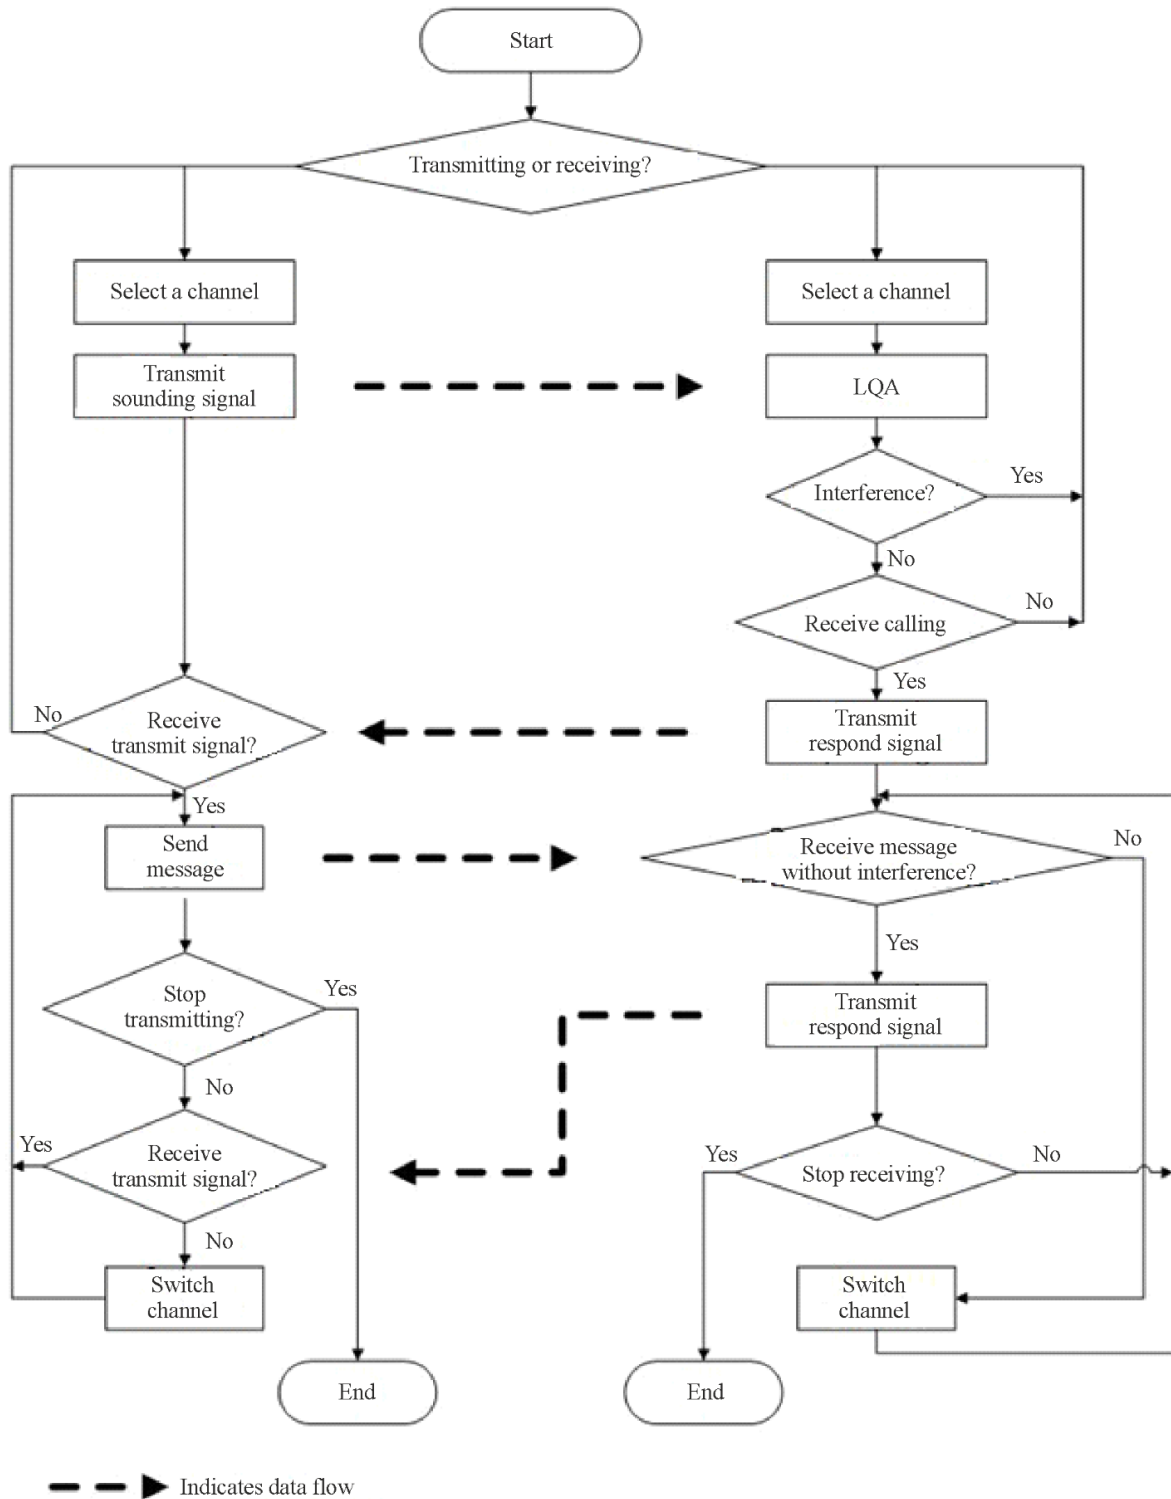 Start
Transmitting or receiving?
Select a channel
Select a channel
Transmit
sounding signal
LQA
Interference?
Yes
No
Receive calling
No
Yes
Receive
transmit signal?
No
Transmit
respond signal
Yes
Send
message
Receive message
without interference?
No
Yes
Stop
transmitting?
Yes
Transmit
respond signal
No
Receive
transmit signal?
Yes
Yes
Stop receiving?
No
No
Switch
channel
Switch
channel
End
End
Indicates data flow